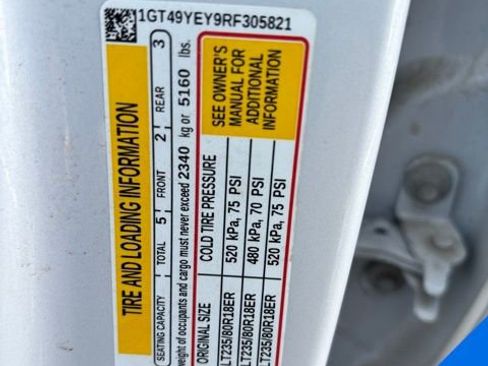 1GT49YEY9RF305821
TIRE AND LOADING INFORMATION
SEATING CAPACITY TOTAL 5 FRONT 2 REAR 3
weight of occupants and cargo must never exceed 2340 kg or 5160 lbs.
ORIGINAL SIZE COLD TIRE PRESSURE
LT235/80R18ER 520 kPa, 75 PSI
LT235/80R18ER 480 kPa, 70 PSI
LT235/80R18ER 520 kPa, 75 PSI
SEE OWNER'S
MANUAL FOR
ADDITIONAL
INFORMATION